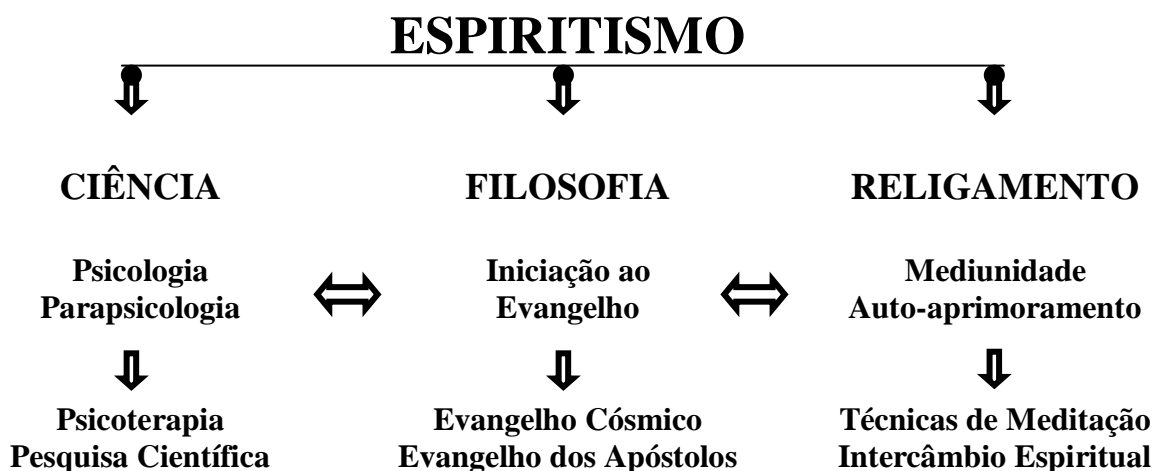 ESPIRITISMO
CIÊNCIA
FILOSOFIA
RELIGAMENTO
Psicologia
Parapsicologia
Iniciação ao
Evangelho
Mediunidade
Auto-aprimoramento
Psicoterapia
Pesquisa Científica
Evangelho Cósmico
Evangelho dos Apóstolos
Técnicas de Meditação
Intercâmbio Espiritual